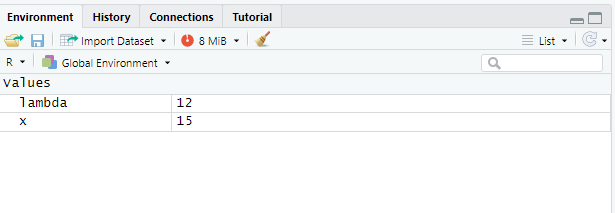 Environment History Connections Tutorial
Import Dataset 8 MiB List
R Global Environment
Values
lambda 12
x 15